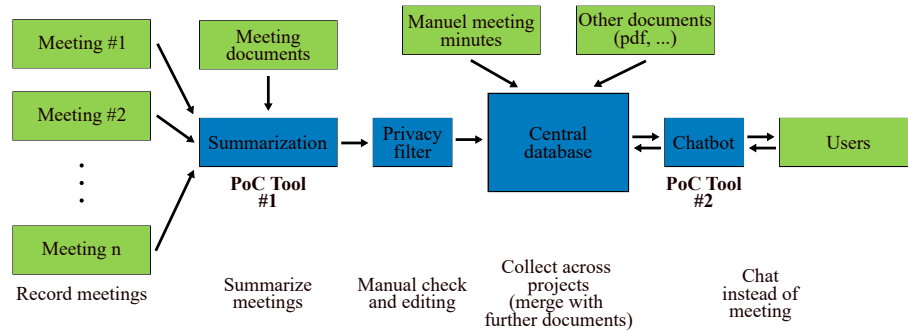 Meeting #1
Meeting
documents
Manuel meeting
minutes
Other documents
(pdf, ...)
Meeting #2
Summarization
Privacy
filter
Central
database
Chatbot
Users
PoC Tool
#1
PoC Tool
#2
Meeting n
Record meetings
Summarize
meetings
Manual check
and editing
Collect across
projects
(merge with
further documents)
Chat
instead of
meeting